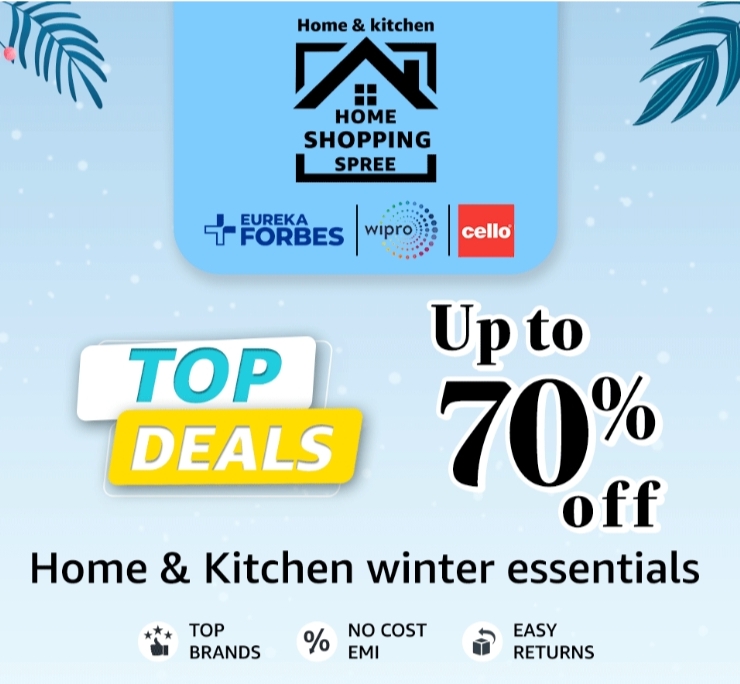 Home & kitchen
HOME
SHOPPING
SPREE
EUREKA
FORBES
wipro
cello
TOP
DEALS
Up to
70%
off
Home & Kitchen winter essentials
TOP
BRANDS
NO COST
EMI
EASY
RETURNS